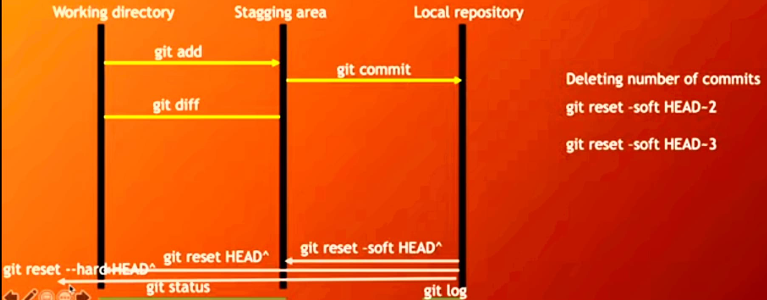 Working directory
Stagging area
Local repository
git add
git commit
Deleting number of commits
git diff
git reset -soft HEAD~2
git reset -soft HEAD~3
git reset -soft HEAD^
git reset HEAD^
git reset --hard HEAD^
git status
git log